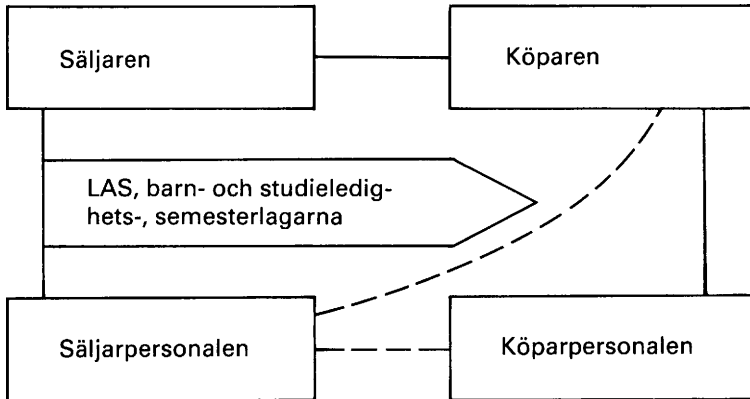 Säljaren
Köparen
LAS, barn- och studieledig-
hets-, semesterlagarna
Säljarpersonalen
Köparpersonalen